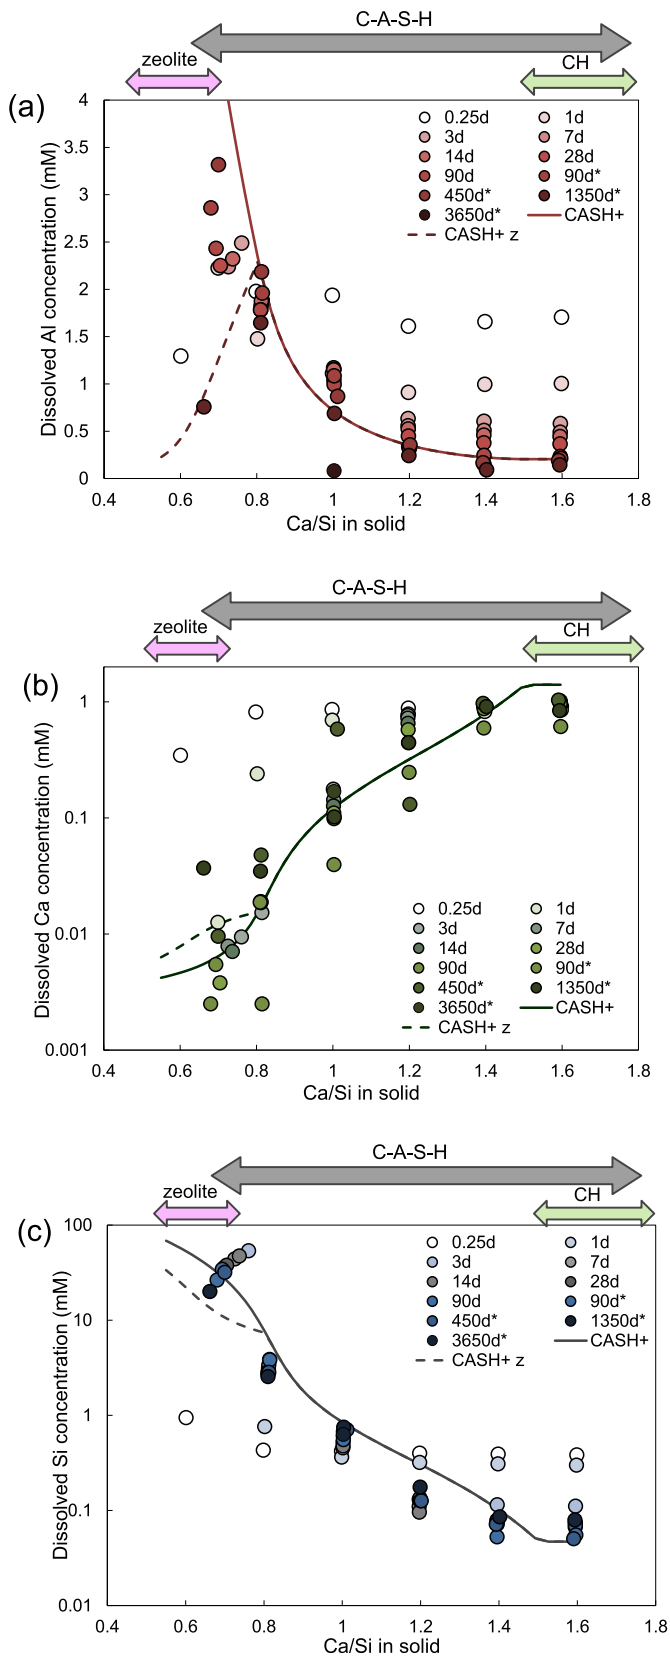 C-A-S-H
zeolite
CH
(a)
4
3.5
3
2.5
2
1.5
1
0.5
0
0.4 0.6 0.8 1 1.2 1.4 1.6 1.8
Dissolved Al concentration (mM)
Ca/Si in solid
0.25d 1d
3d 7d
14d 28d
90d 90d*
450d* 1350d*
3650d* CASH+
CASH+ z
C-A-S-H
zeolite
CH
(b)
1
0.1
0.01
0.001
0.4 0.6 0.8 1 1.2 1.4 1.6 1.8
Dissolved Ca concentration (mM)
Ca/Si in solid
0.25d 1d
3d 7d
14d 28d
90d 90d*
450d* 1350d*
3650d* CASH+
CASH+ z
C-A-S-H
zeolite
CH
(c)
100
10
1
0.1
0.01
0.4 0.6 0.8 1 1.2 1.4 1.6 1.8
Dissolved Si concentration (mM)
Ca/Si in solid
0.25d 1d
3d 7d
14d 28d
90d 90d*
450d* 1350d*
3650d* CASH+
CASH+ z